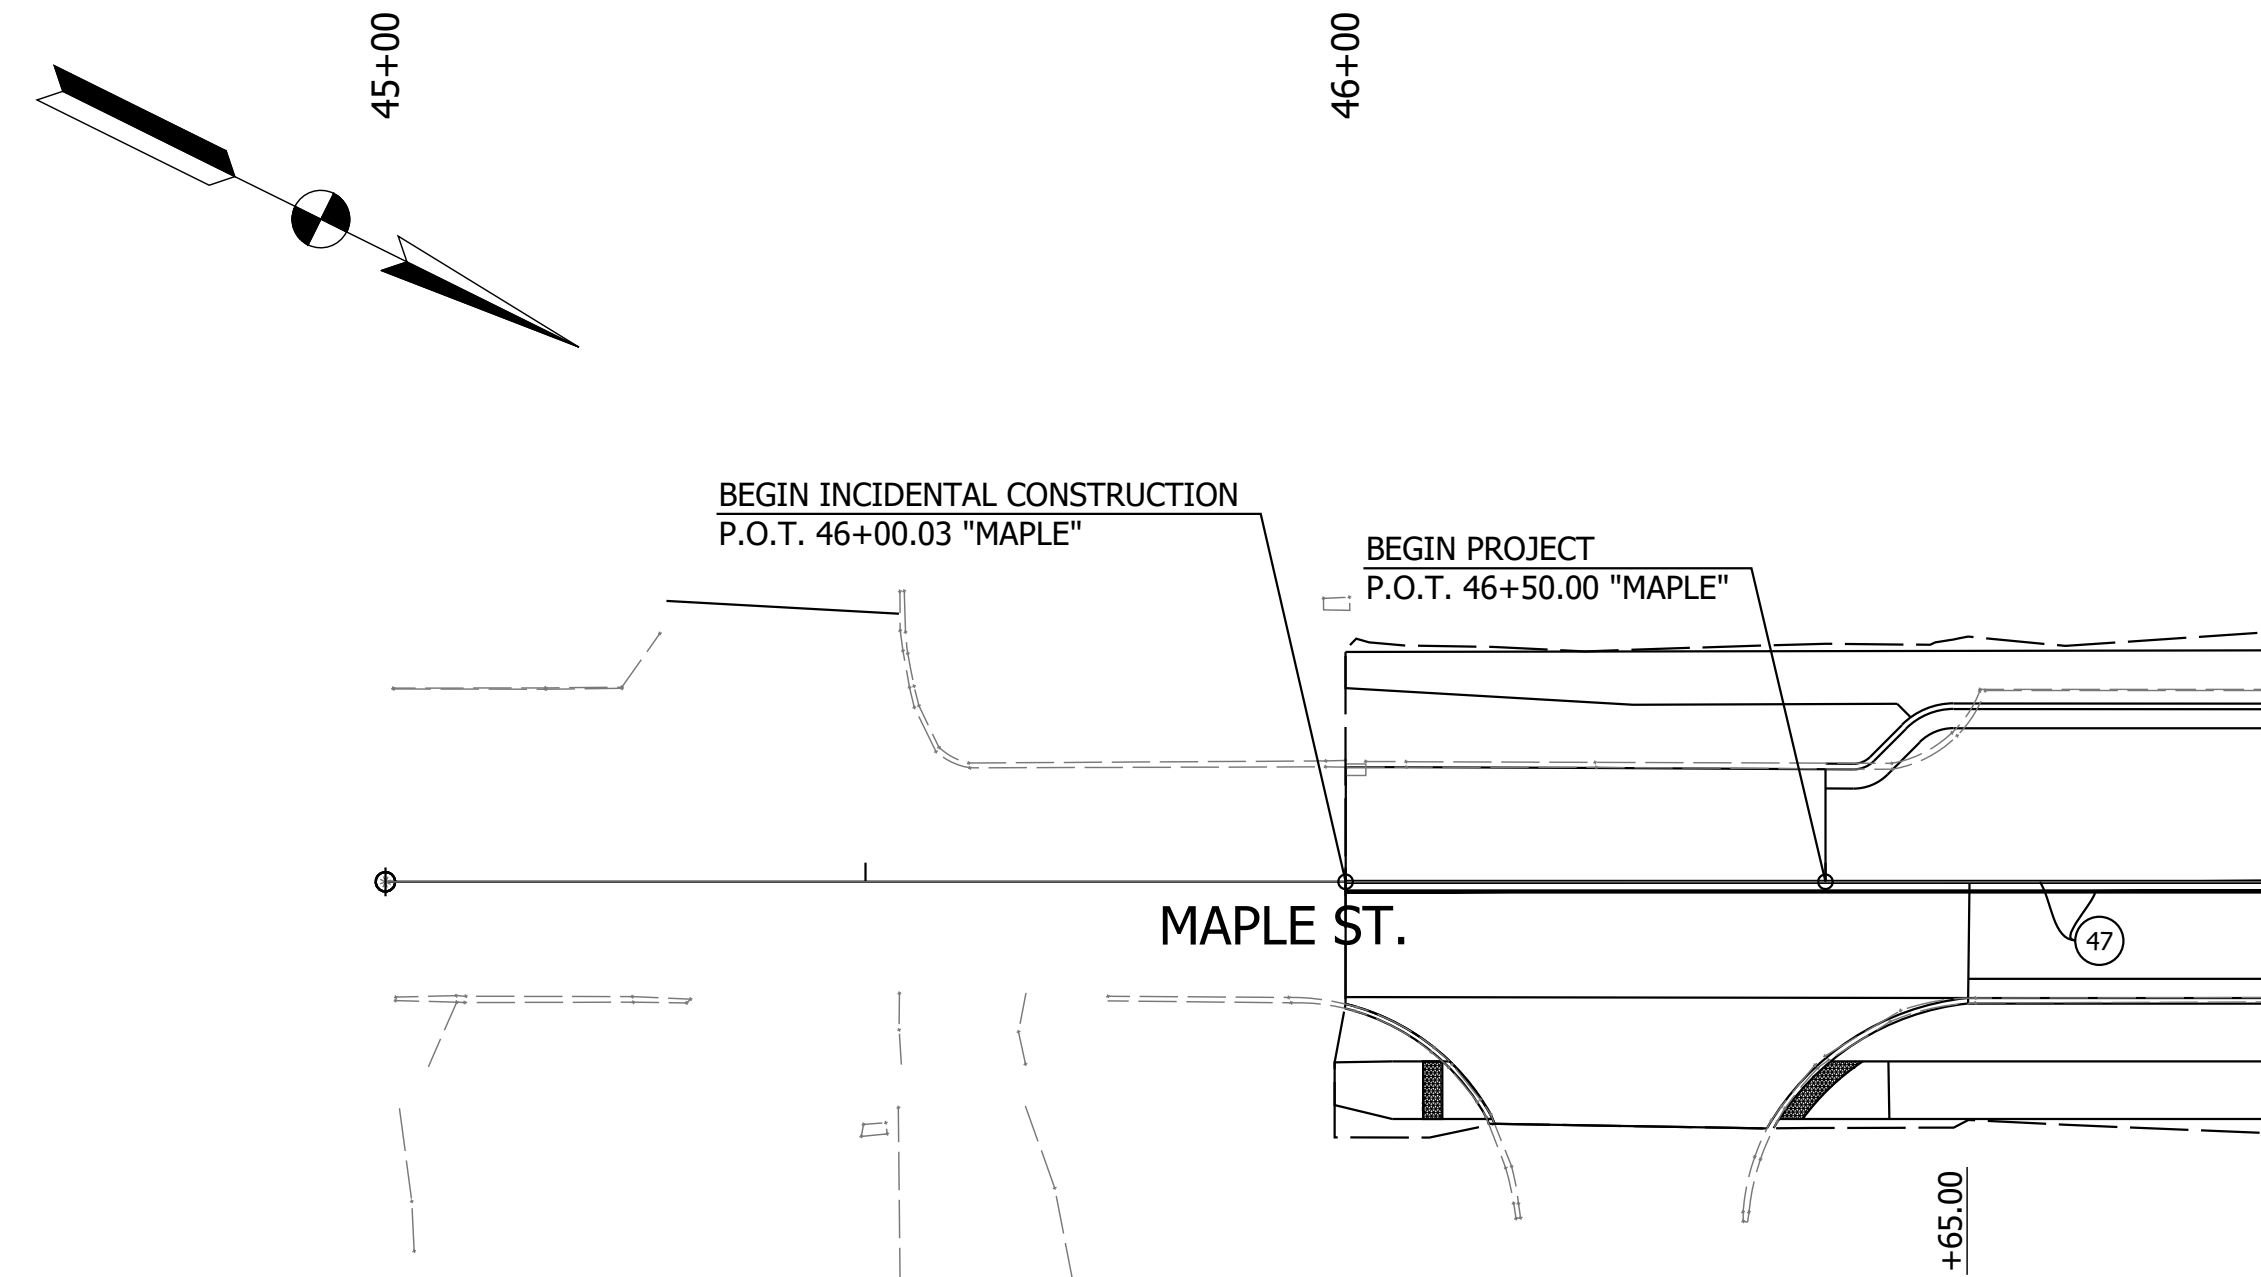 45+00
46+00
BEGIN INCIDENTAL CONSTRUCTION
P.O.T. 46+00.03 "MAPLE"
BEGIN PROJECT
P.O.T. 46+50.00 "MAPLE"
MAPLE ST.
47
+65.00